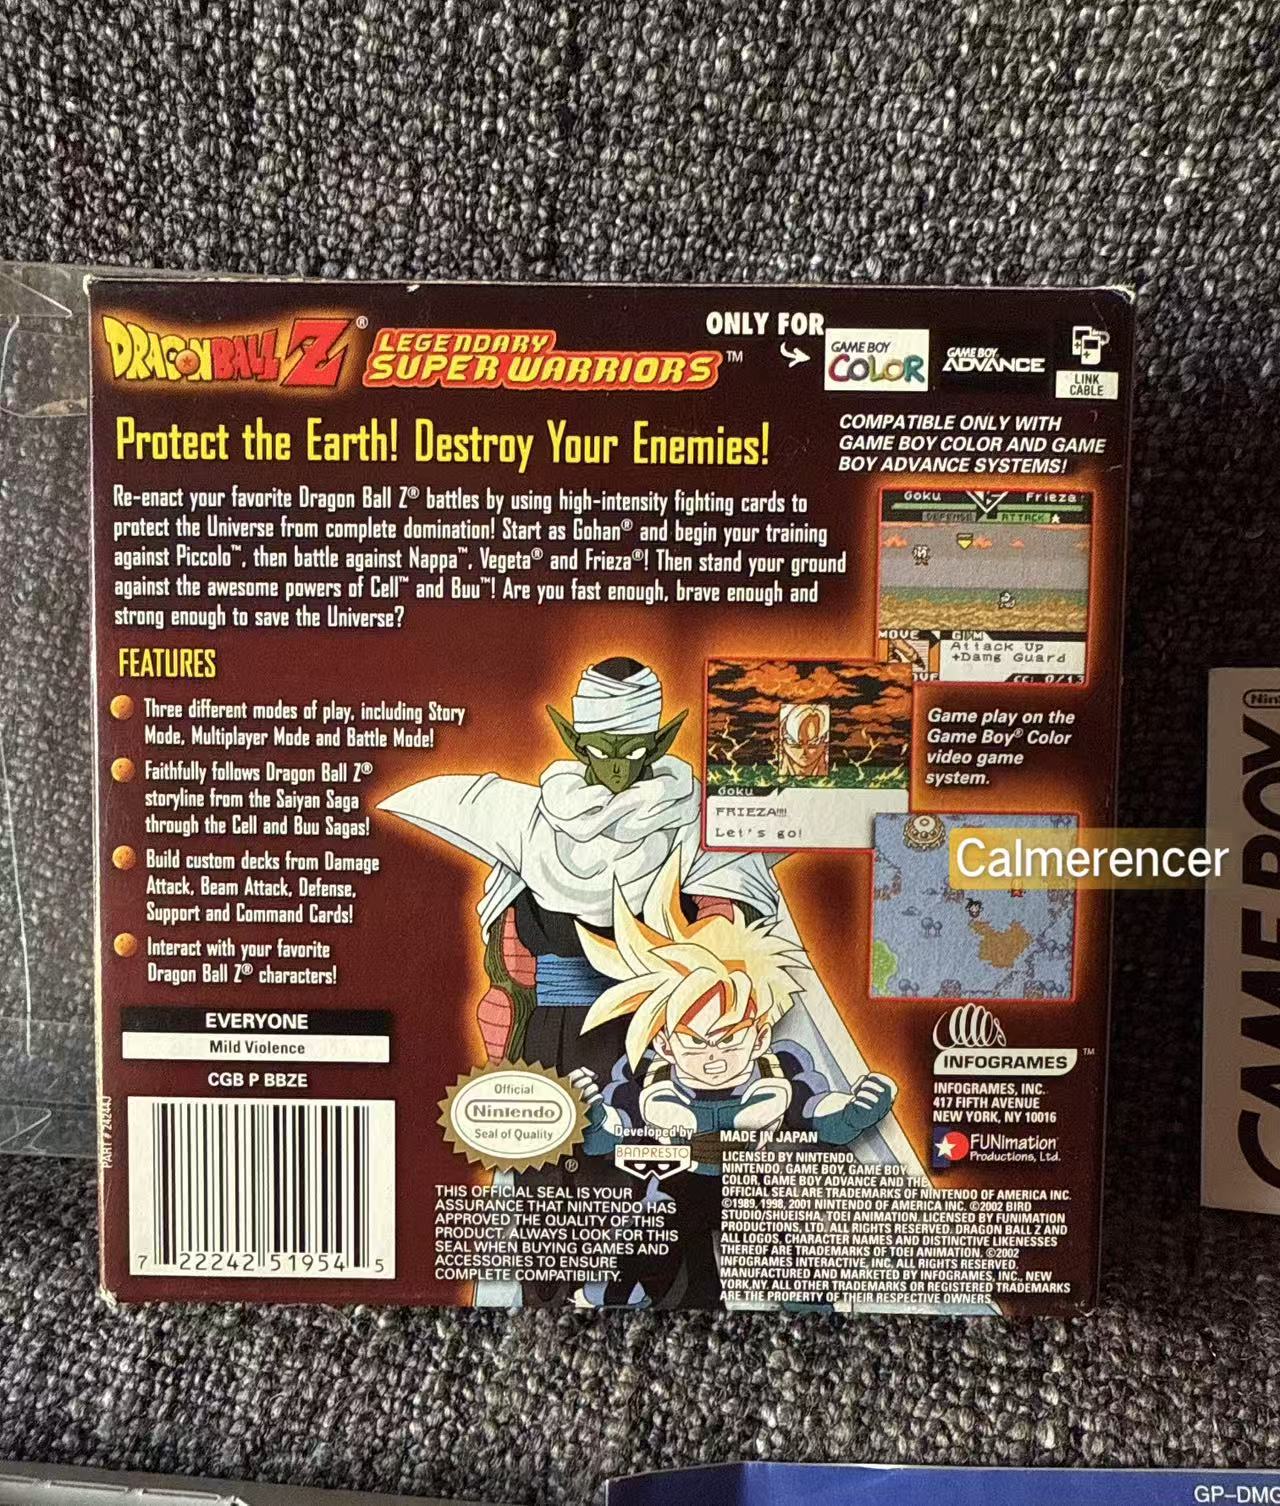 DRAGON BALL Z®
LEGENDARY
SUPER WARRIORS™
ONLY FOR
GAME BOY
COLOR
GAME BOY
ADVANCE
LINK
CABLE
Protect the Earth! Destroy Your Enemies!
COMPATIBLE ONLY WITH
GAME BOY COLOR AND GAME
BOY ADVANCE SYSTEMS!
Re-enact your favorite Dragon Ball Z® battles by using high-intensity fighting cards to
protect the Universe from complete domination! Start as Gohan® and begin your training
against Piccolo™, then battle against Nappa™, Vegeta® and Frieza®! Then stand your ground
against the awesome powers of Cell™ and Buu™! Are you fast enough, brave enough and
strong enough to save the Universe?
Goku Frieza
DEFENSE ATTACK
MOVE
Attack Up
+Damg Guard
FEATURES
Three different modes of play, including Story
Mode, Multiplayer Mode and Battle Mode!
Faithfully follows Dragon Ball Z®
storyline from the Saiyan Saga
through the Cell and Buu Sagas!
Build custom decks from Damage
Attack, Beam Attack, Defense,
Support and Command Cards!
Interact with your favorite
Dragon Ball Z® characters!
Goku
FRIEZA!!!!
Let's go!
Game play on the
Game Boy® Color
video game
system.
Calmerencer
EVERYONE
Mild Violence
CGB P BBZE
PART # 24244J
7 22242 51954 5
Official
Nintendo
Seal of Quality
®
THIS OFFICIAL SEAL IS YOUR
ASSURANCE THAT NINTENDO HAS
APPROVED THE QUALITY OF THIS
PRODUCT. ALWAYS LOOK FOR THIS
SEAL WHEN BUYING GAMES AND
ACCESSORIES TO ENSURE
COMPLETE COMPATIBILITY.
Developed by
BANPRESTO
INFOGRAMES™
INFOGRAMES, INC.
417 FIFTH AVENUE
NEW YORK, NY 10016
FUNimation
Productions, Ltd.
MADE IN JAPAN
LICENSED BY NINTENDO.
NINTENDO, GAME BOY, GAME BOY
COLOR, GAME BOY ADVANCE AND THE
OFFICIAL SEAL ARE TRADEMARKS OF NINTENDO OF AMERICA INC.
©1989, 1998, 2001 NINTENDO OF AMERICA INC. ©2002 BIRD
STUDIO/SHUEISHA, TOEI ANIMATION. LICENSED BY FUNIMATION
PRODUCTIONS, LTD. ALL RIGHTS RESERVED. DRAGON BALL Z AND
ALL LOGOS, CHARACTER NAMES AND DISTINCTIVE LIKENESSES
THEREOF ARE TRADEMARKS OF TOEI ANIMATION. ©2002
INFOGRAMES INTERACTIVE, INC. ALL RIGHTS RESERVED.
MANUFACTURED AND MARKETED BY INFOGRAMES, INC., NEW
YORK,NY. ALL OTHER TRADEMARKS OR REGISTERED TRADEMARKS
ARE THE PROPERTY OF THEIR RESPECTIVE OWNERS.
Nin
GAME BOY
GP-DMG